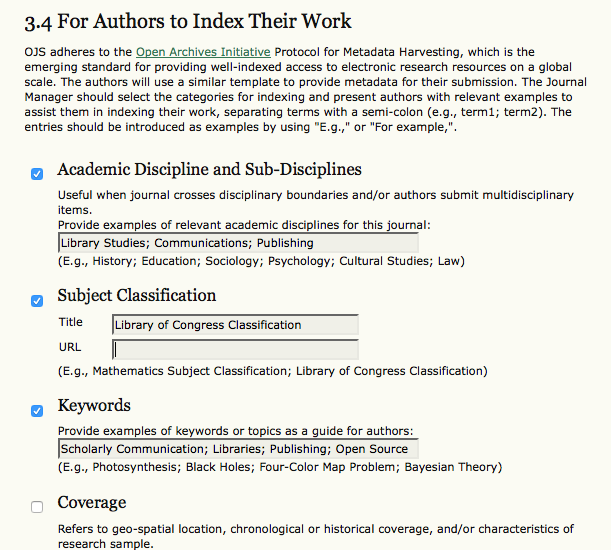 3.4 For Authors to Index Their Work
OJS adheres to the Open Archives Initiative Protocol for Metadata Harvesting, which is the
emerging standard for providing well-indexed access to electronic research resources on a global
scale. The authors will use a similar template to provide metadata for their submission. The Journal
Manager should select the categories for indexing and present authors with relevant examples to
assist them in indexing their work, separating terms with a semi-colon (e.g., term1; term2). The
entries should be introduced as examples by using "E.g.," or "For example,".
Academic Discipline and Sub-Disciplines
Useful when journal crosses disciplinary boundaries and/or authors submit multidisciplinary
items.
Provide examples of relevant academic disciplines for this journal:
Library Studies; Communications; Publishing
(E.g., History; Education; Sociology; Psychology; Cultural Studies; Law)
Subject Classification
Title Library of Congress Classification
URL
(E.g., Mathematics Subject Classification; Library of Congress Classification)
Keywords
Provide examples of keywords or topics as a guide for authors:
Scholarly Communication; Libraries; Publishing; Open Source
(E.g., Photosynthesis; Black Holes; Four-Color Map Problem; Bayesian Theory)
Coverage
Refers to geo-spatial location, chronological or historical coverage, and/or characteristics of
research sample.